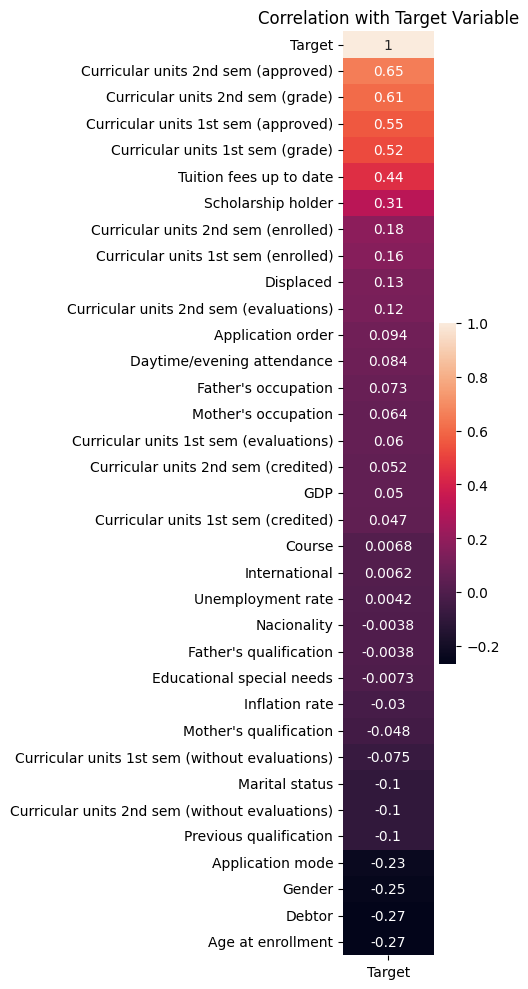 Correlation with Target Variable
Target 1
Curricular units 2nd sem (approved) 0.65
Curricular units 2nd sem (grade) 0.61
Curricular units 1st sem (approved) 0.55
Curricular units 1st sem (grade) 0.52
Tuition fees up to date 0.44
Scholarship holder 0.31
Curricular units 2nd sem (enrolled) 0.18
Curricular units 1st sem (enrolled) 0.16
Displaced 0.13
Curricular units 2nd sem (evaluations) 0.12
Application order 0.094
Daytime/evening attendance 0.084
Father's occupation 0.073
Mother's occupation 0.064
Curricular units 1st sem (evaluations) 0.06
Curricular units 2nd sem (credited) 0.052
GDP 0.05
Curricular units 1st sem (credited) 0.047
Course 0.0068
International 0.0062
Unemployment rate 0.0042
Nacionality -0.0038
Father's qualification -0.0038
Educational special needs -0.0073
Inflation rate -0.03
Mother's qualification -0.048
Curricular units 1st sem (without evaluations) -0.075
Marital status -0.1
Curricular units 2nd sem (without evaluations) -0.1
Previous qualification -0.1
Application mode -0.23
Gender -0.25
Debtor -0.27
Age at enrollment -0.27
Target
1.0
0.8
0.6
0.4
0.2
0.0
−0.2